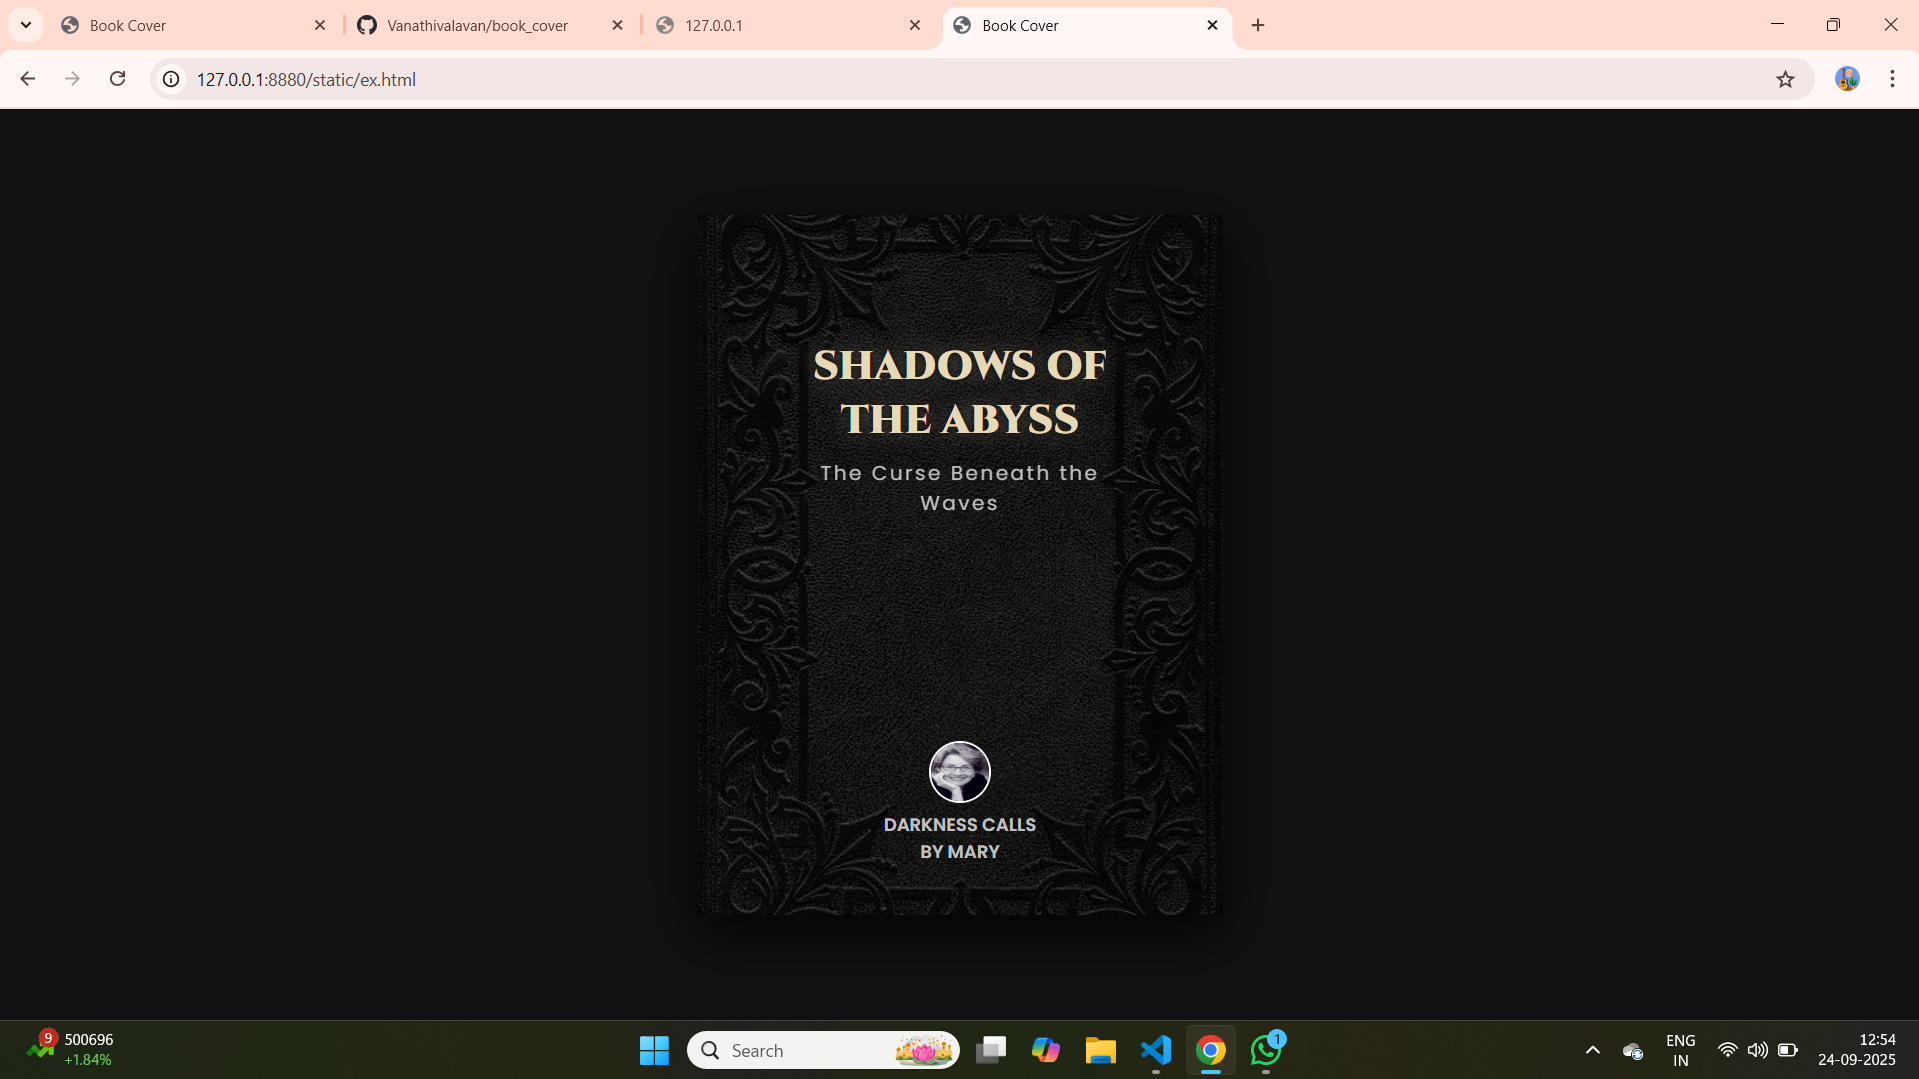 Book Cover
Vanathivalavan/book_cover
127.0.0.1
Book Cover
127.0.0.1:8880/static/ex.html
SHADOWS OF
THE ABYSS
The Curse Beneath the
Waves
DARKNESS CALLS
BY MARY
9
500696
+1.84%
Search
1
ENG
IN
12:54
24-09-2025